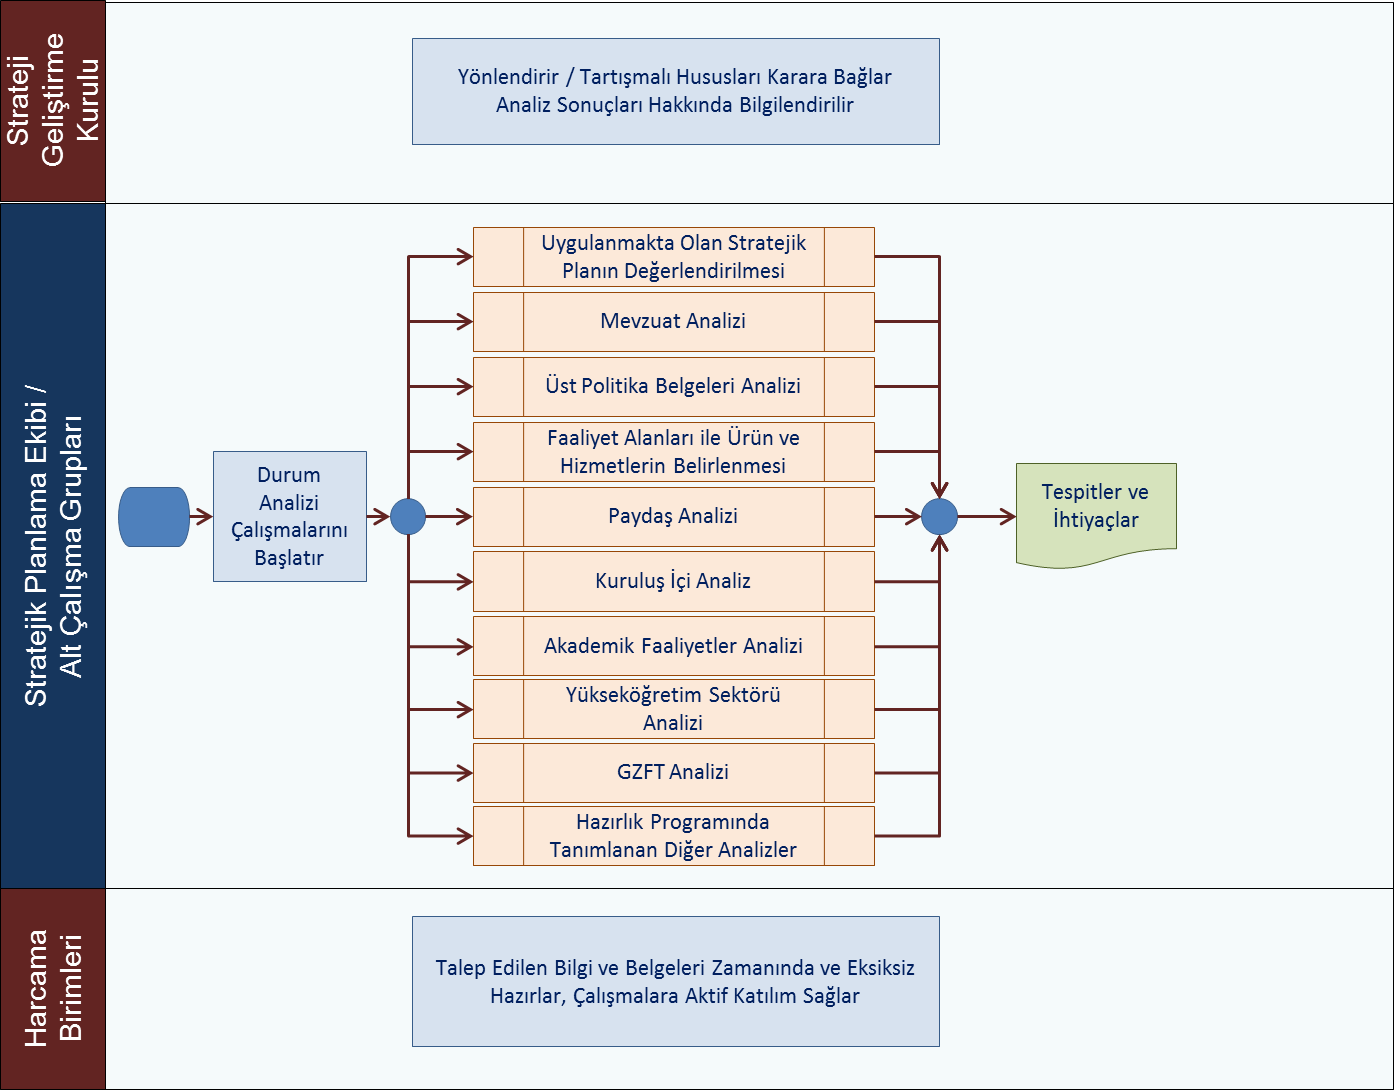 Strateji
Geliştirme
Kurulu
Yönlendirir / Tartışmalı Hususları Karara Bağlar
Analiz Sonuçları Hakkında Bilgilendirilir
Stratejik Planlama Ekibi /
Alt Çalışma Grupları
Durum
Analizi
Çalışmalarını
Başlatır
Uygulanmakta Olan Stratejik
Planın Değerlendirilmesi
Mevzuat Analizi
Üst Politika Belgeleri Analizi
Faaliyet Alanları ile Ürün ve
Hizmetlerin Belirlenmesi
Paydaş Analizi
Kuruluş İçi Analiz
Akademik Faaliyetler Analizi
Yükseköğretim Sektörü
Analizi
GZFT Analizi
Hazırlık Programında
Tanımlanan Diğer Analizler
Tespitler ve
İhtiyaçlar
Harcama
Birimleri
Talep Edilen Bilgi ve Belgeleri Zamanında ve Eksiksiz
Hazırlar, Çalışmalara Aktif Katılım Sağlar